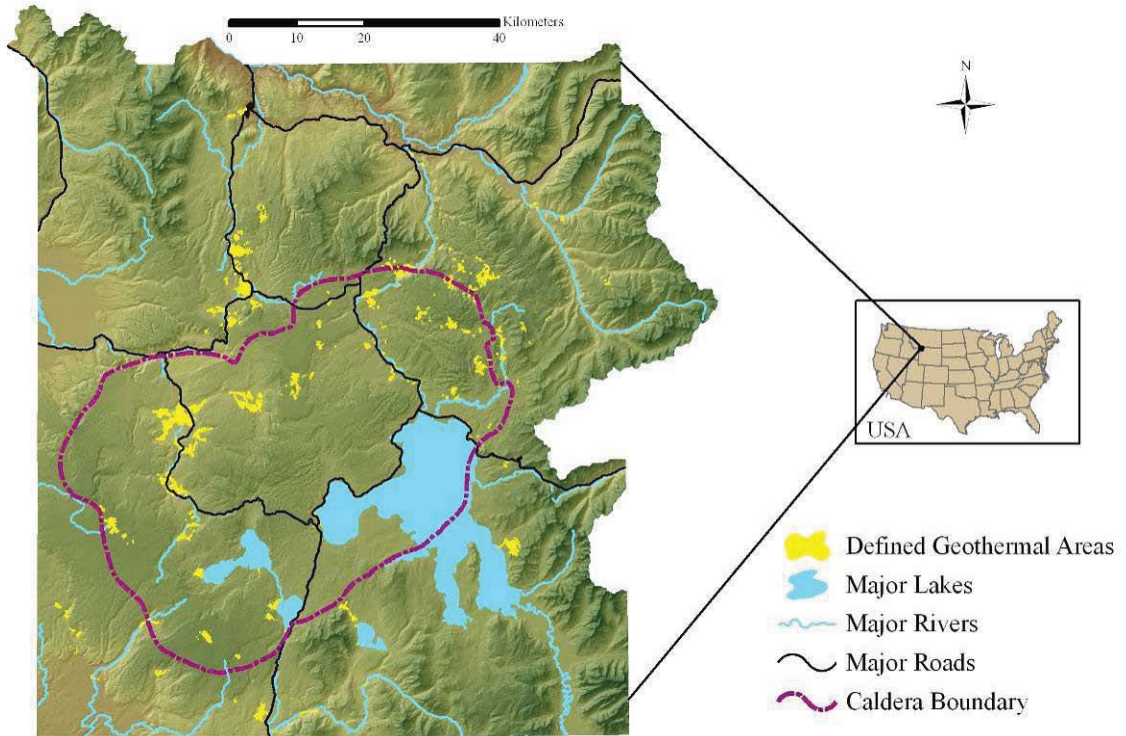 Kilometers
0 10 20 40
N
USA
Defined Geothermal Areas
Major Lakes
Major Rivers
Major Roads
Caldera Boundary